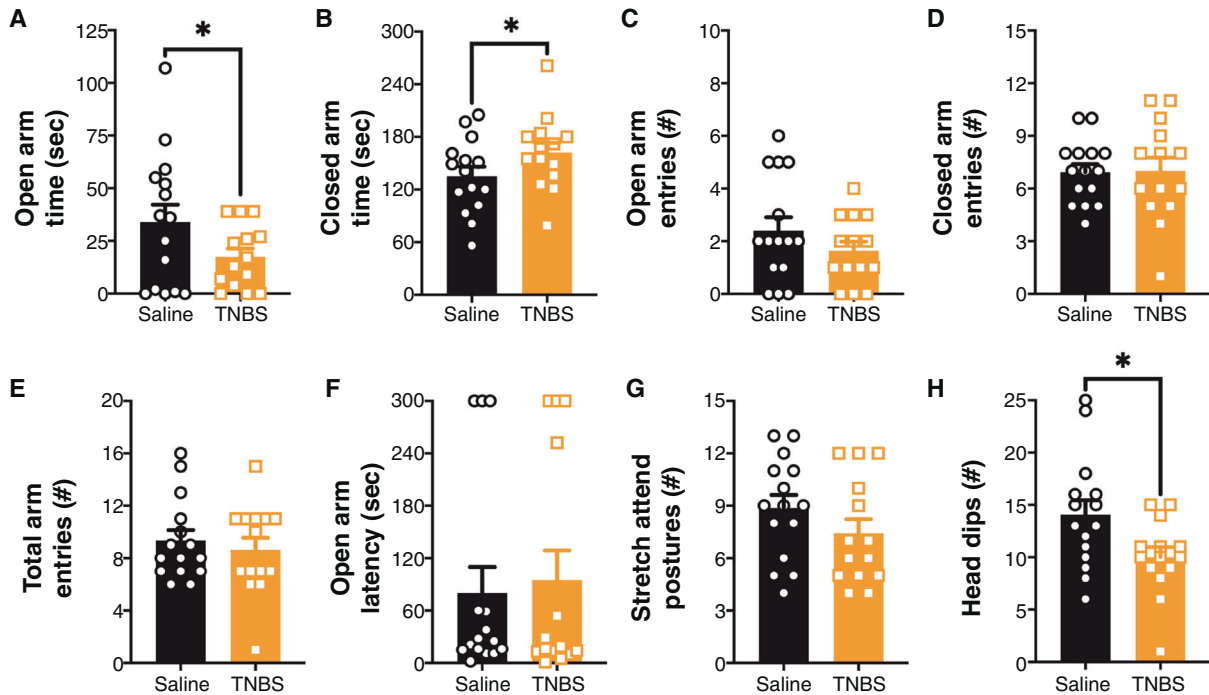 A
Open arm
time (sec)
125
100
75
50
25
0
*
Saline
TNBS
B
Closed arm
time (sec)
300
240
180
120
60
0
*
Saline
TNBS
C
Open arm
entries (#)
10
8
6
4
2
0
Saline
TNBS
D
Closed arm
entries (#)
15
12
9
6
3
0
Saline
TNBS
E
Total arm
entries (#)
20
16
12
8
4
0
Saline
TNBS
F
Open arm
latency (sec)
300
240
180
120
60
0
Saline
TNBS
G
Stretch attend
postures (#)
15
12
9
6
3
0
Saline
TNBS
H
Head dips (#)
25
20
15
10
5
0
*
Saline
TNBS